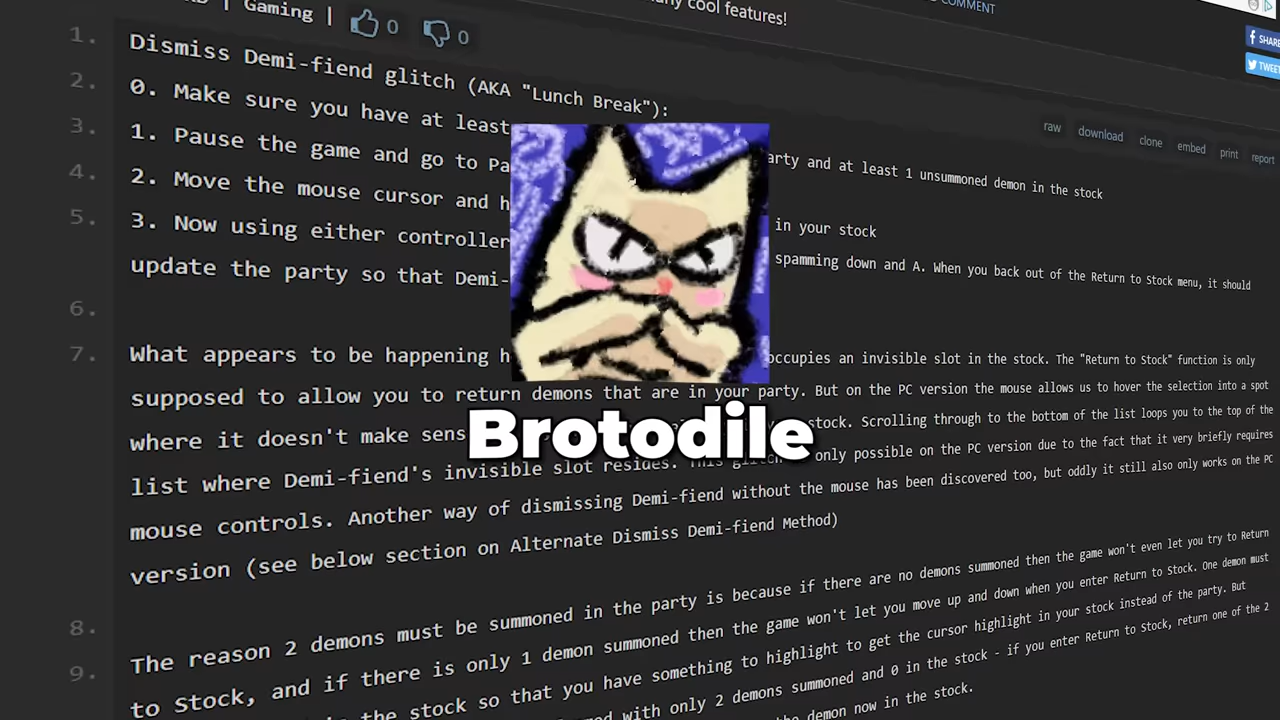 | Gaming | 0 0
cool features!
COMMENT
SHARE
TWEET
raw download clone embed print report
1. Dismiss Demi-fiend glitch (AKA "Lunch Break"):
2. 0. Make sure you have at least party and at least 1 unsummoned demon in the stock
3. 1. Pause the game and go to in your stock
4. 2. Move the mouse cursor and spamming down and A. When you back out of the Return to Stock menu, it should
5. 3. Now using either controller
update the party so that Demi-
6.
7. What appears to be happening occupies an invisible slot in the stock. The "Return to Stock" function is only
supposed to allow you to return demons that are in your party. But on the PC version the mouse allows us to hover the selection into a spot
where it doesn't make stock. Scrolling through to the bottom of the list loops you to the top of the
list where Demi-fiend's invisible slot resides. This only possible on the PC version due to the fact that it very briefly requires
mouse controls. Another way of dismissing Demi-fiend without the mouse has been discovered too, but oddly it still also only works on the PC
version (see below section on Alternate Dismiss Demi-fiend Method)
8.
The reason 2 demons must be summoned in the party is because if there are no demons summoned then the game won't even let you try to Return
9.
to Stock, and if there is only 1 demon summoned then the game won't let you move up and down when you enter Return to Stock. One demon must
the stock so that you have something to highlight to get the cursor highlight in your stock instead of the party. But
with only 2 demons summoned and 0 in the stock - if you enter Return to Stock, return one of the 2
demon now in the stock.
Brotodile